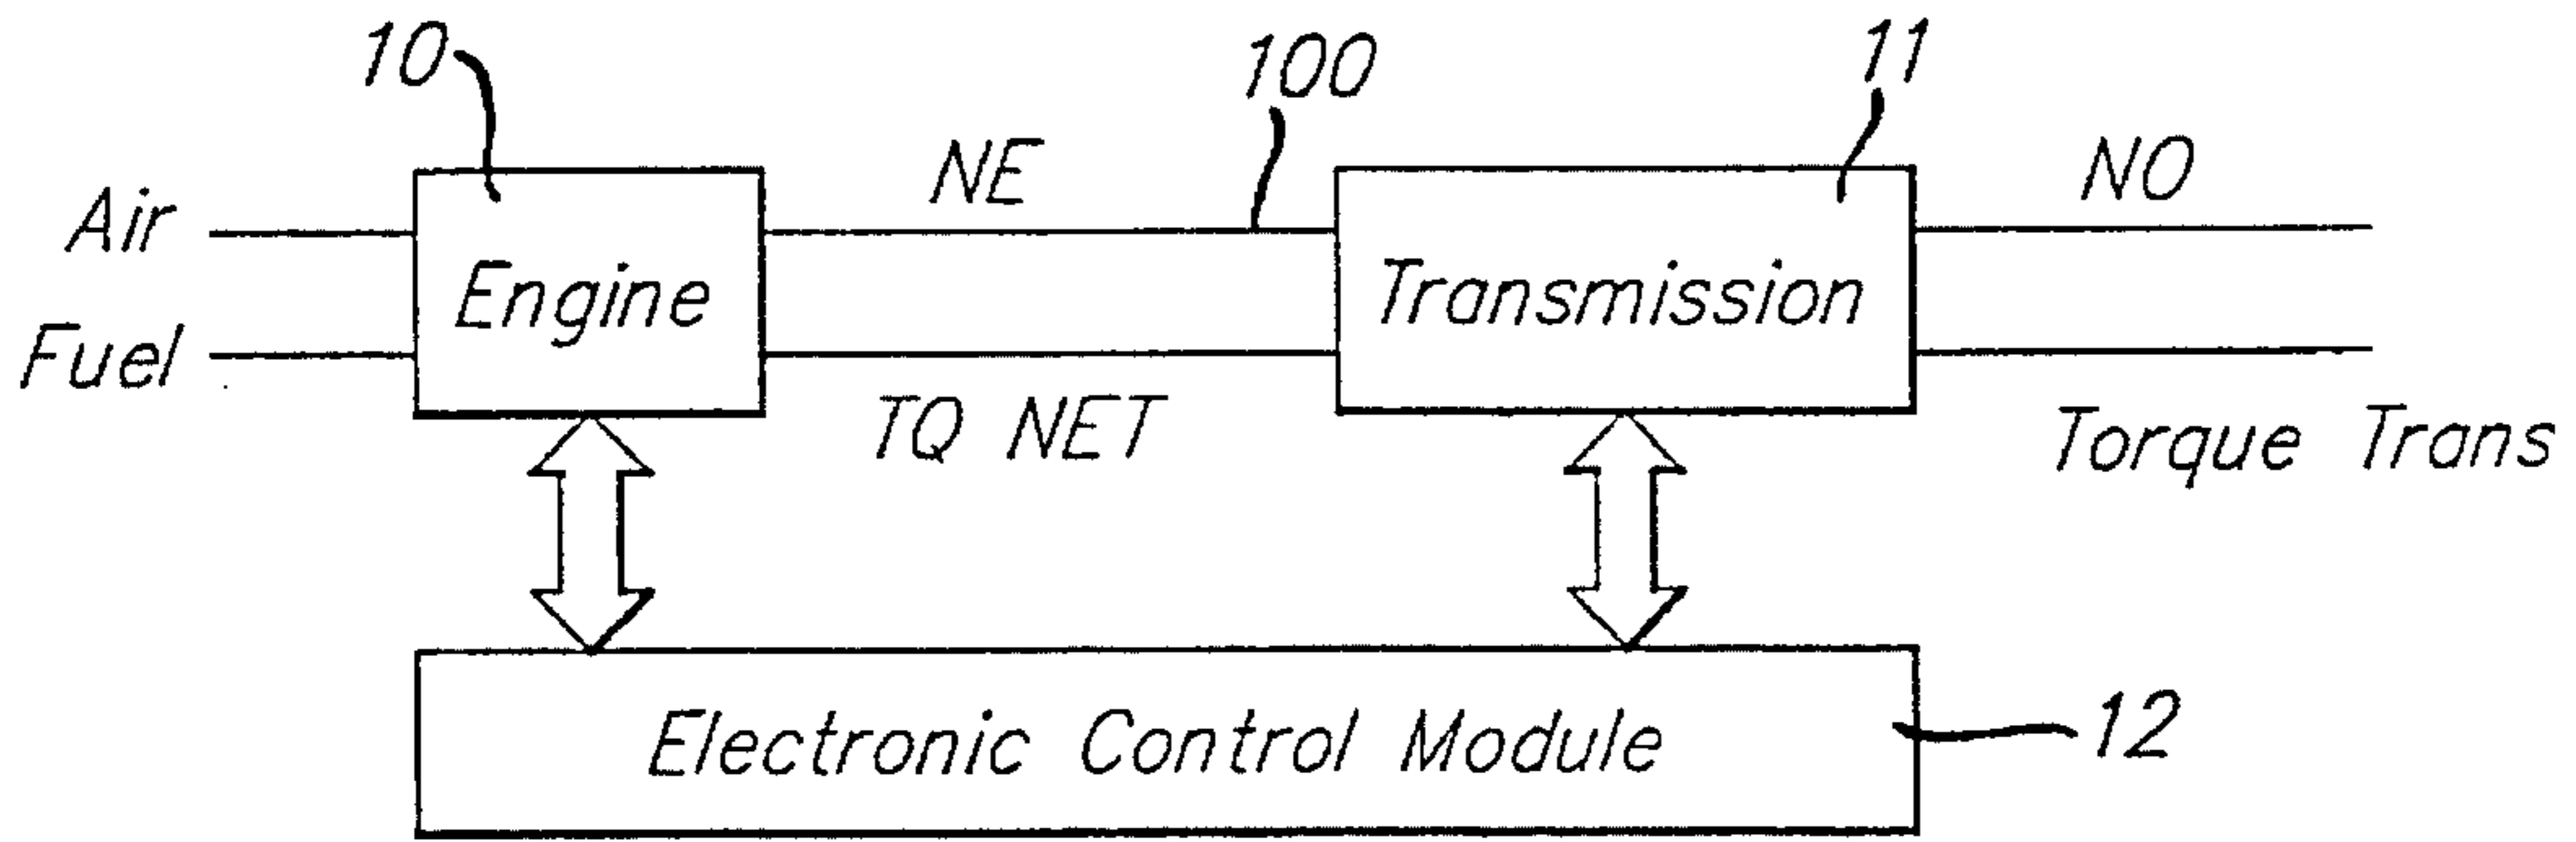 10
100
11
NE
NO
Air
Engine
Transmission
Fuel
TQ NET
Torque Trans
Electronic Control Module
12